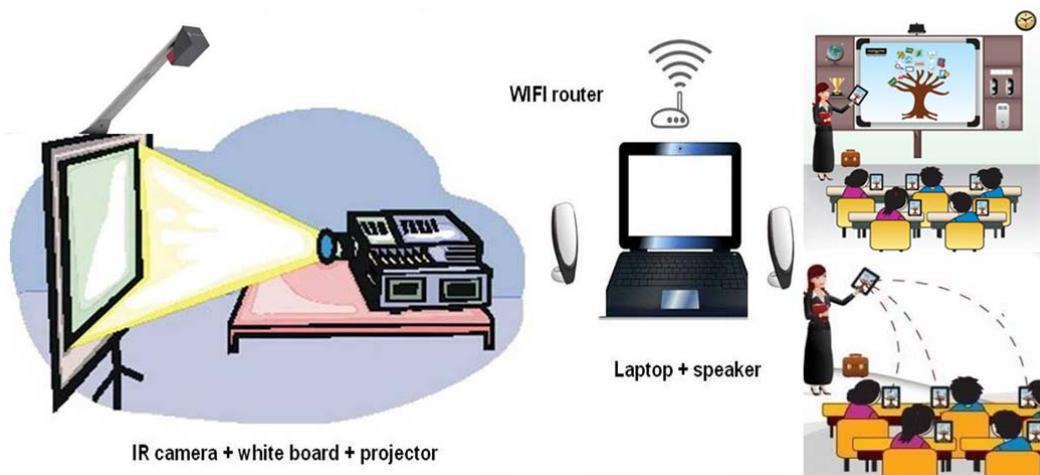 WIFI router
Laptop + speaker
IR camera + white board + projector